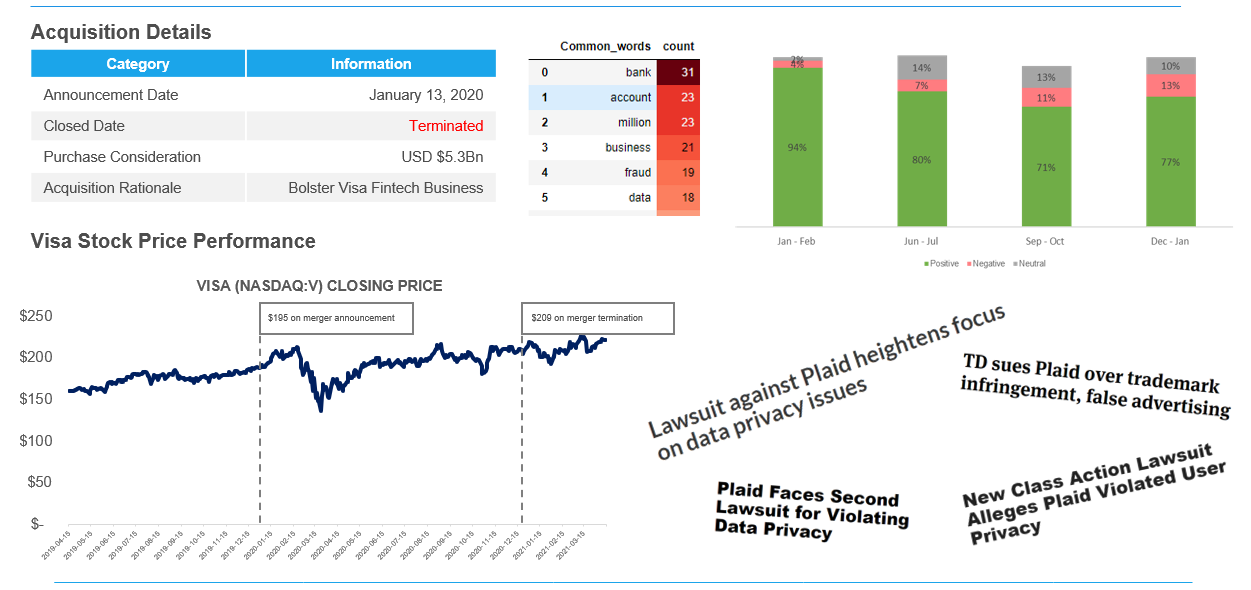 Acquisition Details
Category Information
Announcement Date January 13, 2020
Closed Date Terminated
Purchase Consideration USD $5.3Bn
Acquisition Rationale Bolster Visa Fintech Business
Common_words count
0 bank 31
1 account 23
2 million 23
3 business 21
4 fraud 19
5 data 18
2%
4%
94%
14%
7%
80%
13%
11%
71%
10%
13%
77%
Jan - Feb Jun - Jul Sep - Oct Dec - Jan
Positive Negative Neutral
Visa Stock Price Performance
VISA (NASDAQ:V) CLOSING PRICE
$195 on merger announcement
$209 on merger termination
$250
$200
$150
$100
$50
$-
2019-04-15
2019-05-15
2019-06-15
2019-07-15
2019-08-15
2019-09-15
2019-10-15
2019-11-15
2019-12-15
2020-01-15
2020-02-15
2020-03-15
2020-04-15
2020-05-15
2020-06-15
2020-07-15
2020-08-15
2020-09-15
2020-10-15
2020-11-15
2020-12-15
2021-01-15
2021-02-15
2021-03-15
Lawsuit against Plaid heightens focus
on data privacy issues
TD sues Plaid over trademark
infringement, false advertising
Plaid Faces Second
Lawsuit for Violating
Data Privacy
New Class Action Lawsuit
Alleges Plaid Violated User
Privacy